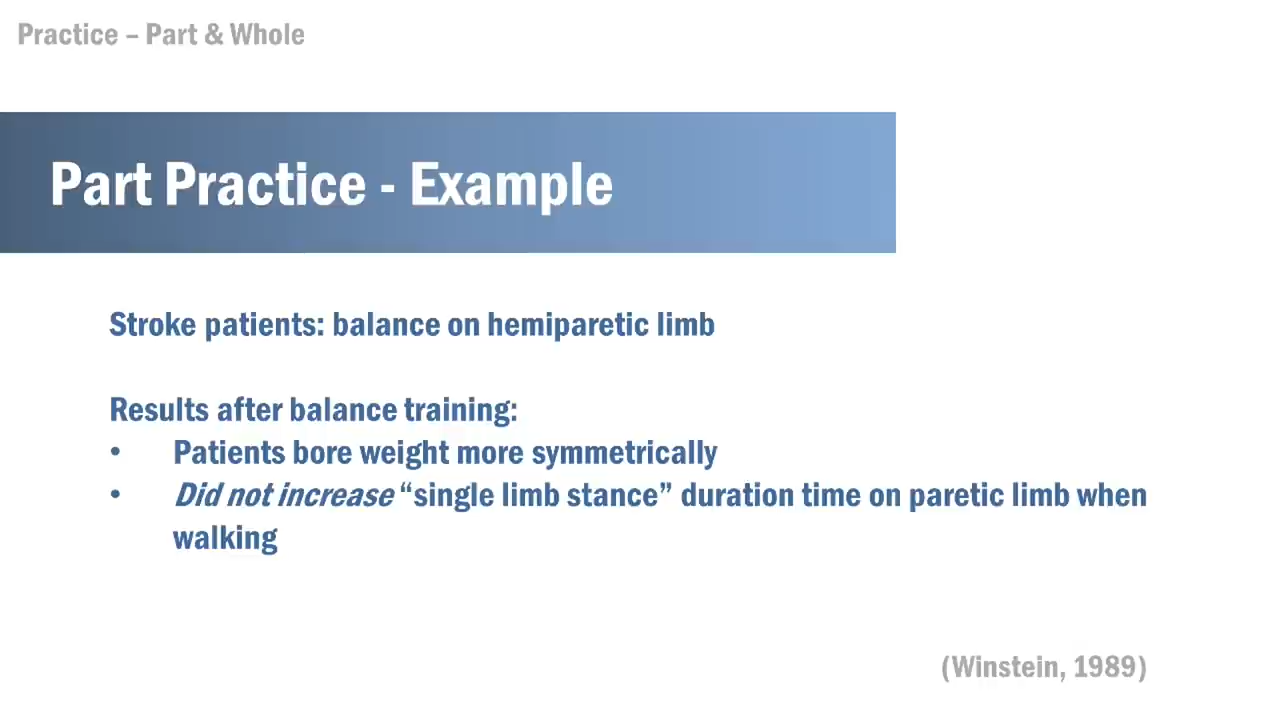 Practice – Part & Whole
Part Practice - Example
Stroke patients: balance on hemiparetic limb
Results after balance training:
• Patients bore weight more symmetrically
• Did not increase “single limb stance” duration time on paretic limb when
walking
(Winstein, 1989)